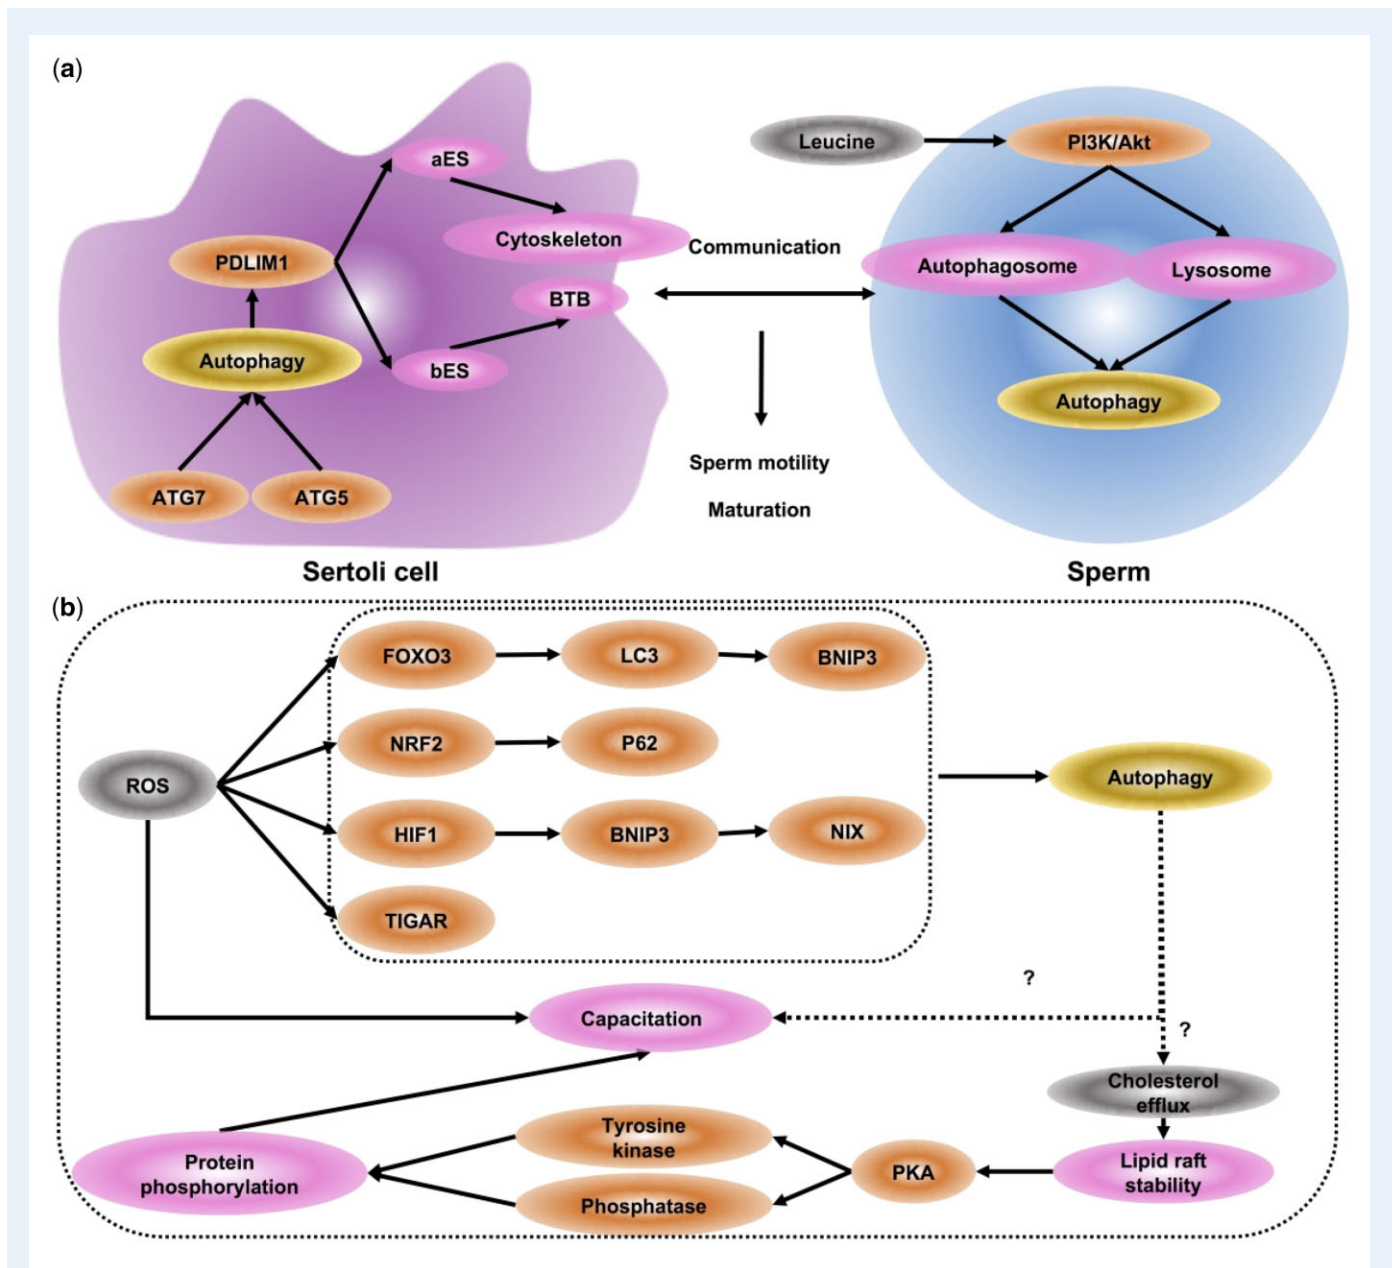 (a)
aES
Leucine
PI3K/Akt
Cytoskeleton
Communication
PDLIM1
Autophagosome
Lysosome
BTB
Autophagy
bES
Autophagy
Sperm motility
ATG7
ATG5
Maturation
Sertoli cell
Sperm
(b)
FOXO3
LC3
BNIP3
NRF2
P62
ROS
Autophagy
HIF1
BNIP3
NIX
TIGAR
?
Capacitation
?
Cholesterol
efflux
Tyrosine
kinase
Protein
phosphorylation
PKA
Lipid raft
stability
Phosphatase